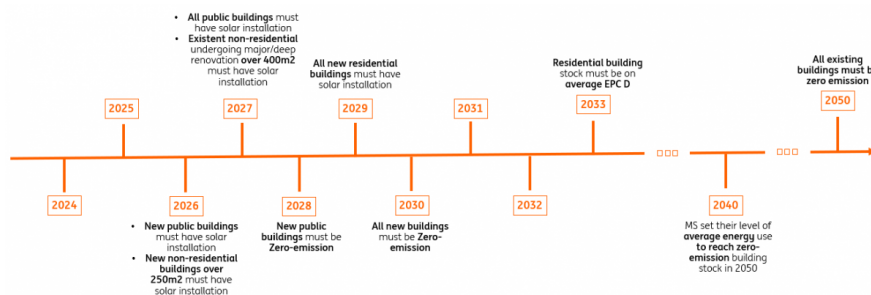 • All public buildings must
have solar installation
• Existent non-residential
undergoing major/deep
renovation over 400m2
must have solar
installation
All new residential
buildings must have
solar installation
Residential building
stock must be on
average EPC D
All existing
buildings must b
zero emission
2025
2027
2029
2031
2033
2050
2024
2026
2028
2030
2032
2040
• New public buildings
must have solar
installation
• New non-residential
buildings over
250m2 must have
solar installation
New public
buildings must be
Zero-emission
All new buildings
must be Zero-
emission
MS set their level of
average energy use
to reach zero-
emission building
stock in 2050